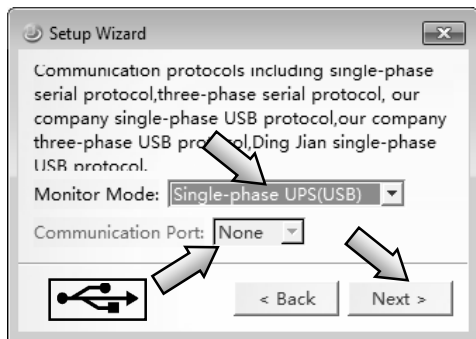 Setup Wizard
Communication protocols including single-phase
serial protocol,three-phase serial protocol, our
company single-phase USB protocol,our company
three-phase USB protocol,Ding Jian single-phase
USB protocol.
Monitor Mode: Single-phase UPS(USB)
Communication Port: None
< Back Next >